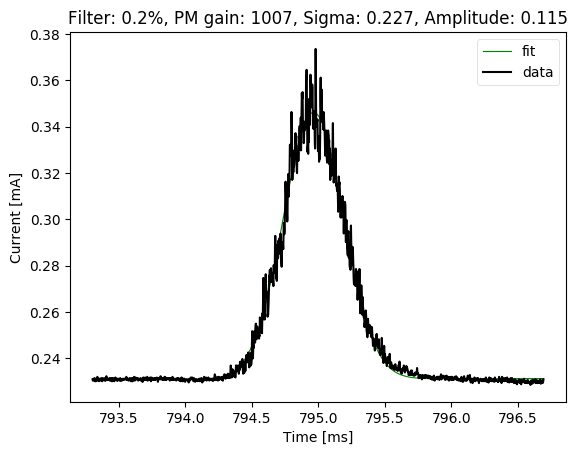 Filter: 0.2%, PM gain: 1007, Sigma: 0.227, Amplitude: 0.115
fit
data
Current [mA]
0.38
0.36
0.34
0.32
0.30
0.28
0.26
0.24
793.5 794.0 794.5 795.0 795.5 796.0 796.5
Time [ms]